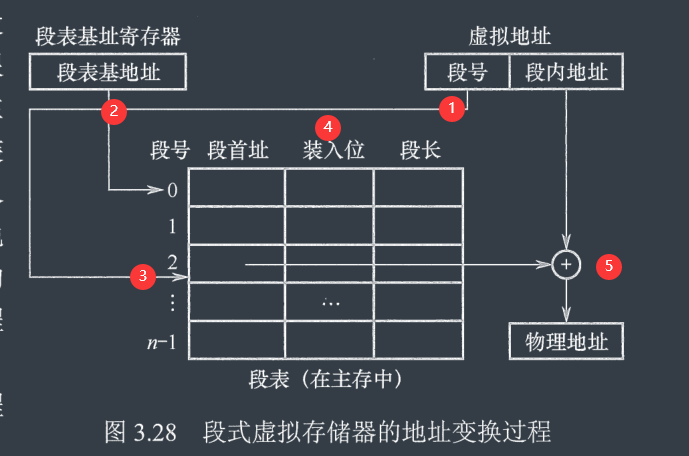 段表基址寄存器
虚拟地址
段表基地址
段号
段内地址
1
2
4
段号
段首址
装入位
段长
0
1
3
2
5
⋮
…
n-1
物理地址
段表（在主存中）
图 3.28 段式虚拟存储器的地址变换过程